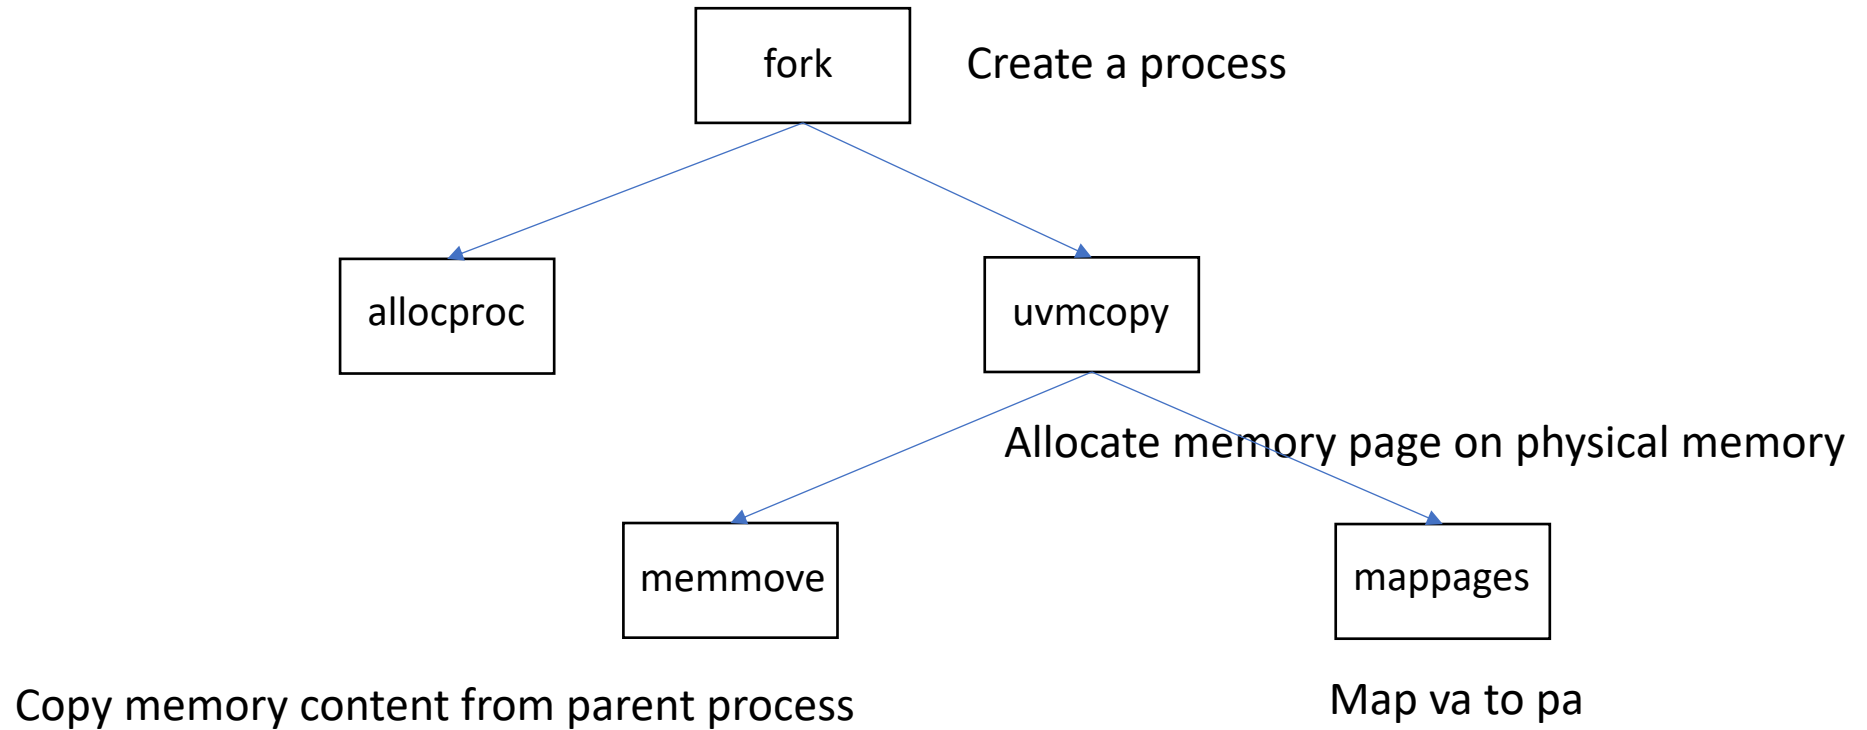 fork
Create a process
allocproc
uvmcopy
Allocate memory page on physical memory
memmove
mappages
Copy memory content from parent process
Map va to pa